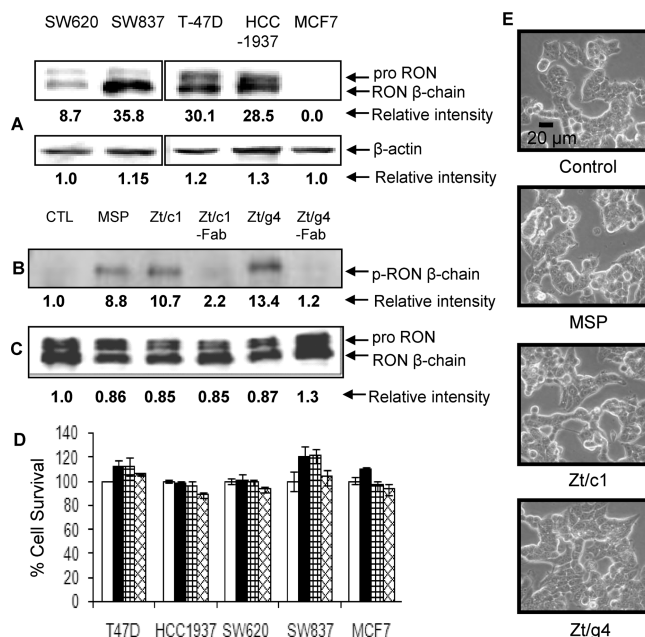 SW620 SW837 T-47D HCC MCF7 E
-1937
pro RON
RON β-chain
8.7 35.8 30.1 28.5 0.0 Relative intensity
A
β-actin
1.0 1.15 1.2 1.3 1.0 Relative intensity
CTL MSP Zt/c1 Zt/c1 Zt/g4 Zt/g4
-Fab -Fab
B p-RON β-chain
1.0 8.8 10.7 2.2 13.4 1.2 Relative intensity
C pro RON
RON β-chain
1.0 0.86 0.85 0.85 0.87 1.3 Relative intensity
D
% Cell Survival
140
120
100
80
60
40
20
0
T47D HCC1937 SW620 SW837 MCF7
20 μm
Control
MSP
Zt/c1
Zt/g4